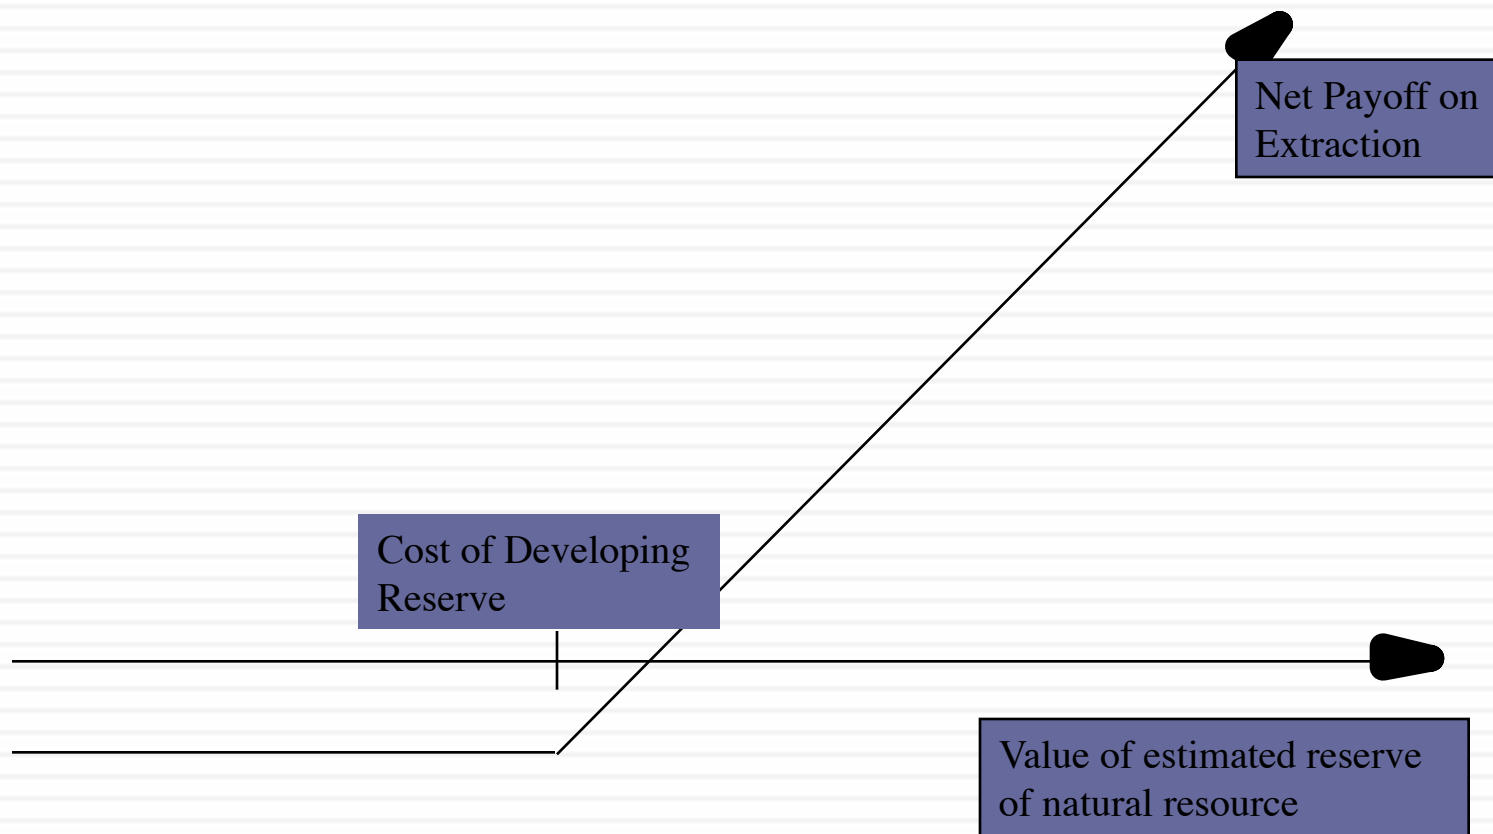 Net Payoff on
Extraction
Cost of Developing
Reserve
Value of estimated reserve
of natural resource